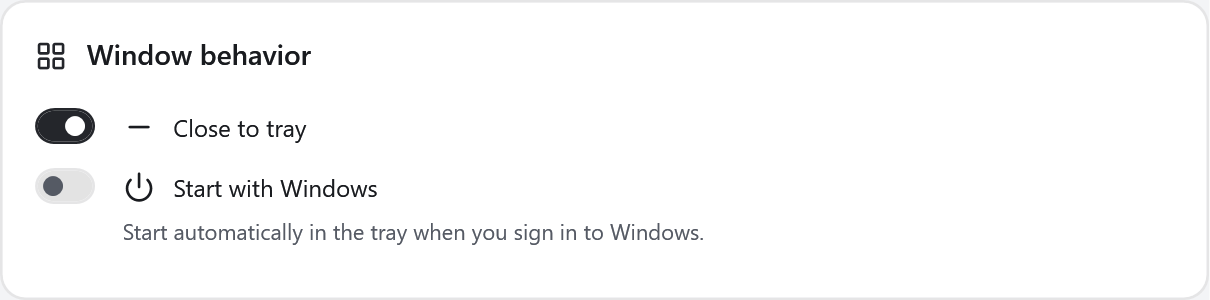 Window behavior
Close to tray
Start with Windows
Start automatically in the tray when you sign in to Windows.